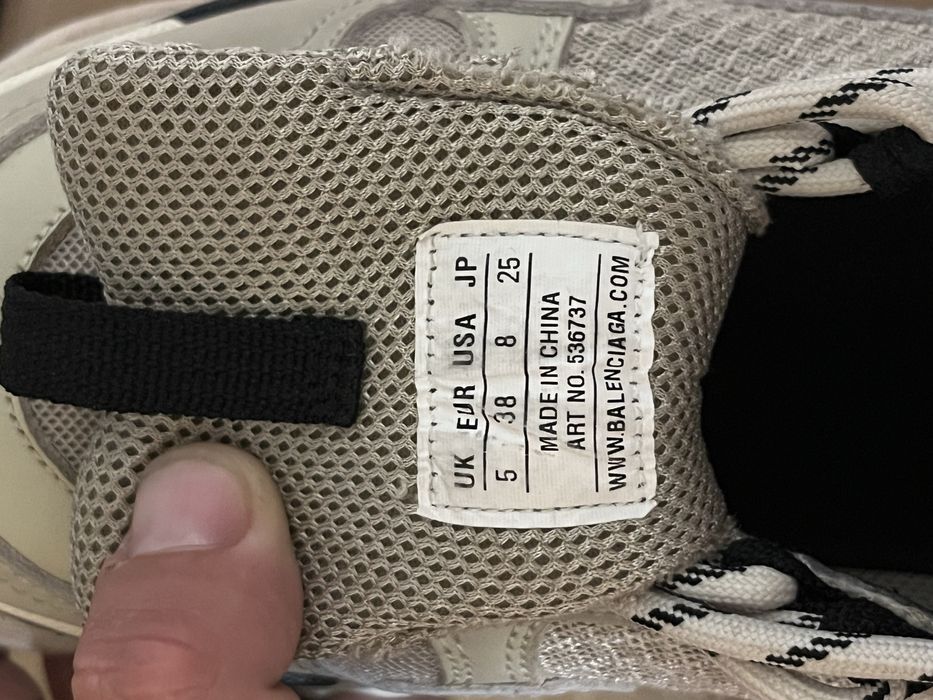 UK EUR USA JP
5 38 8 25
MADE IN CHINA
ART NO. 536737
WWW.BALENCIAGA.COM